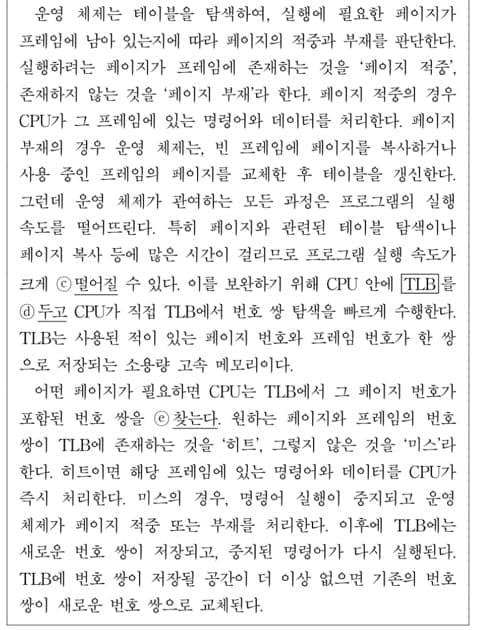 운영 체제는 테이블을 탐색하여, 실행에 필요한 페이지가
프레임에 남아 있는지에 따라 페이지의 적중과 부재를 판단한다.
실행하려는 페이지가 프레임에 존재하는 것을 ‘페이지 적중’,
존재하지 않는 것을 ‘페이지 부재’라 한다. 페이지 적중의 경우
CPU가 그 프레임에 있는 명령어와 데이터를 처리한다. 페이지
부재의 경우 운영 체제는, 빈 프레임에 페이지를 복사하거나
사용 중인 프레임의 페이지를 교체한 후 테이블을 갱신한다.
그런데 운영 체제가 관여하는 모든 과정은 프로그램의 실행
속도를 떨어뜨린다. 특히 페이지와 관련된 테이블 탐색이나
페이지 복사 등에 많은 시간이 걸리므로 프로그램 실행 속도가
크게 ⓒ떨어질 수 있다. 이를 보완하기 위해 CPU 안에 TLB를
ⓓ두고 CPU가 직접 TLB에서 번호 쌍 탐색을 빠르게 수행한다.
TLB는 사용된 적이 있는 페이지 번호와 프레임 번호가 한 쌍
으로 저장되는 소용량 고속 메모리이다.
어떤 페이지가 필요하면 CPU는 TLB에서 그 페이지 번호가
포함된 번호 쌍을 ⓔ찾는다. 원하는 페이지와 프레임의 번호
쌍이 TLB에 존재하는 것을 ‘히트’, 그렇지 않은 것을 ‘미스’라
한다. 히트이면 해당 프레임에 있는 명령어와 데이터를 CPU가
즉시 처리한다. 미스의 경우, 명령어 실행이 중지되고 운영
체제가 페이지 적중 또는 부재를 처리한다. 이후에 TLB에는
새로운 번호 쌍이 저장되고, 중지된 명령어가 다시 실행된다.
TLB에 번호 쌍이 저장될 공간이 더 이상 없으면 기존의 번호
쌍이 새로운 번호 쌍으로 교체된다.